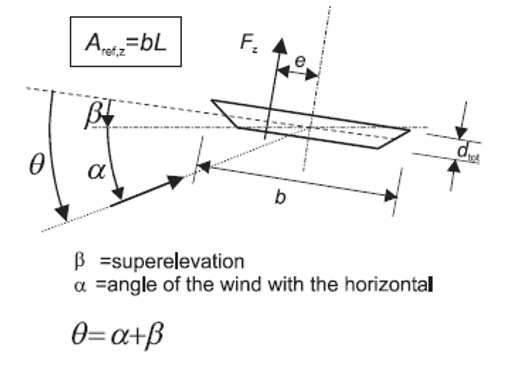 A_ref,z=bL
F_z
e
β
θ
α
d_tot
b
β =superelevation
α =angle of the wind with the horizontal
θ=α+β